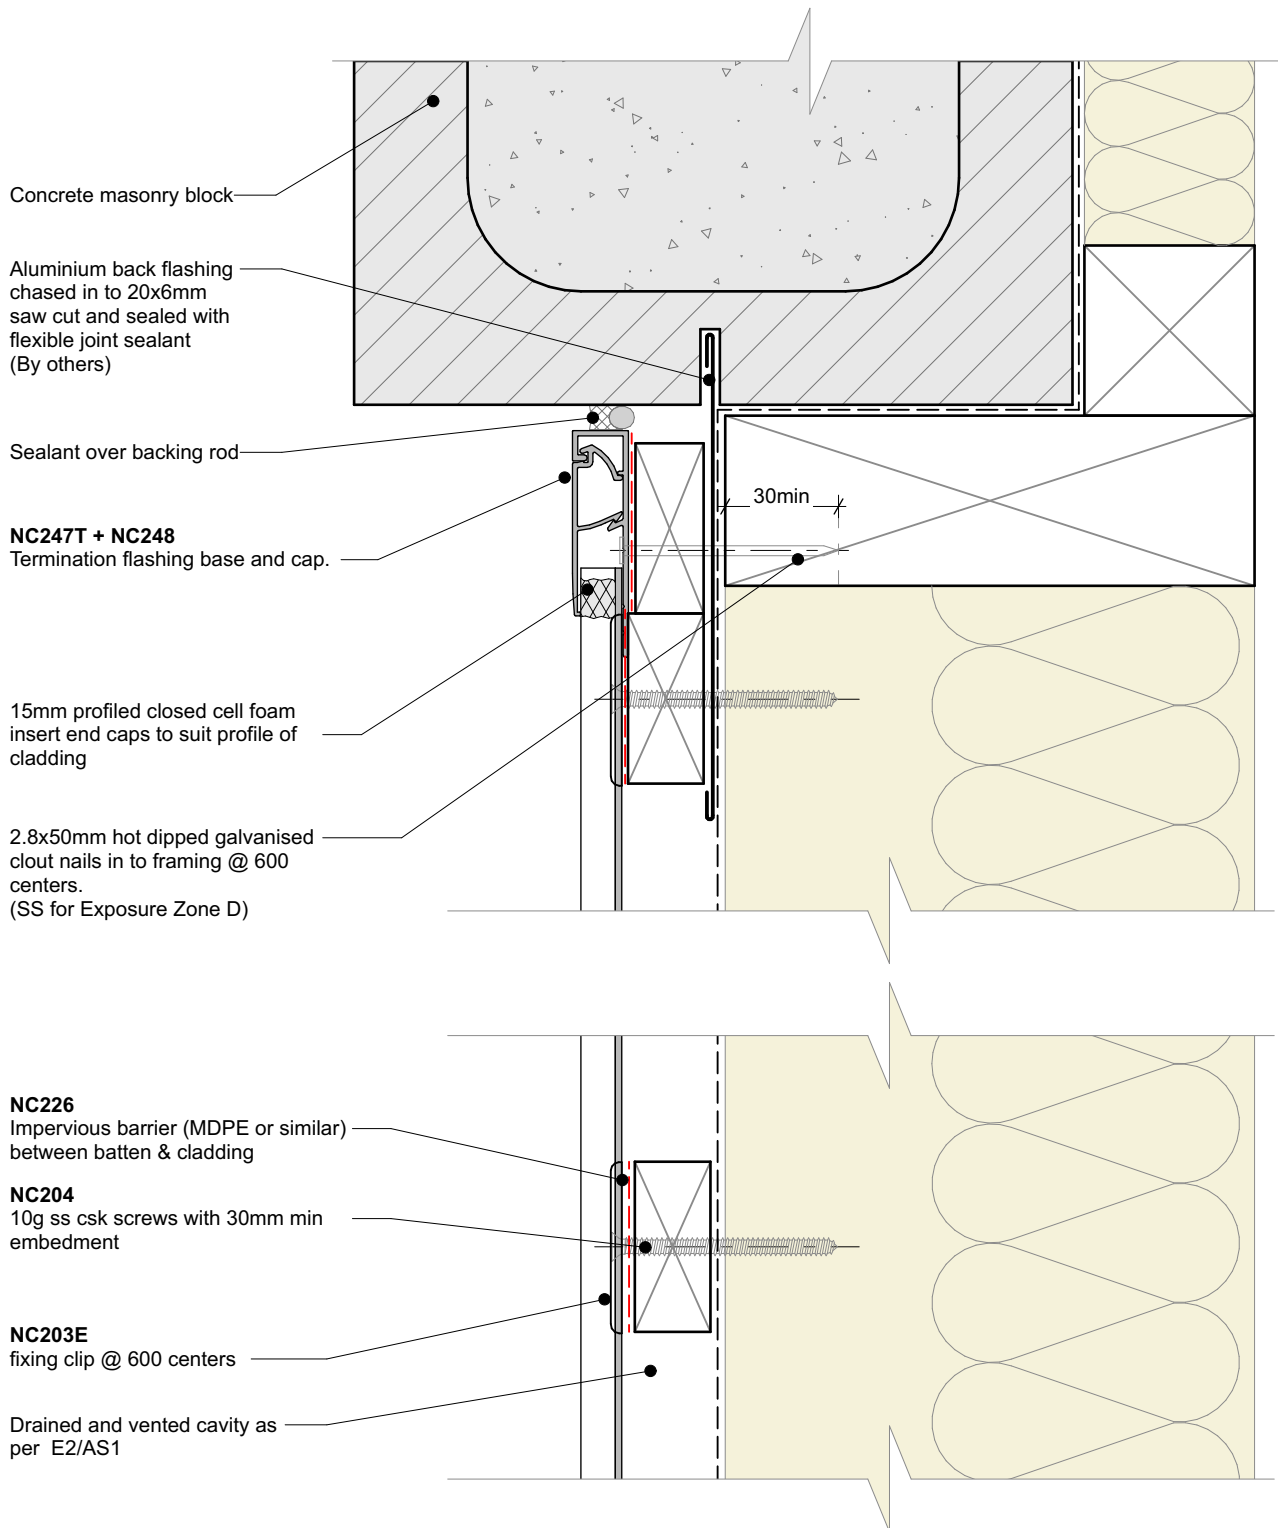 Concrete masonry block
Aluminium back flashing
chased in to 20x6mm
saw cut and sealed with
flexible joint sealant
(By others)
Sealant over backing rod
30min
NC247T + NC248
Termination flashing base and cap.
15mm profiled closed cell foam
insert end caps to suit profile of
cladding
2.8x50mm hot dipped galvanised
clout nails in to framing @ 600
centers.
(SS for Exposure Zone D)
NC226
Impervious barrier (MDPE or similar)
between batten & cladding
NC204
10g ss csk screws with 30mm min
embedment
NC203E
fixing clip @ 600 centers
Drained and vented cavity as
per E2/AS1